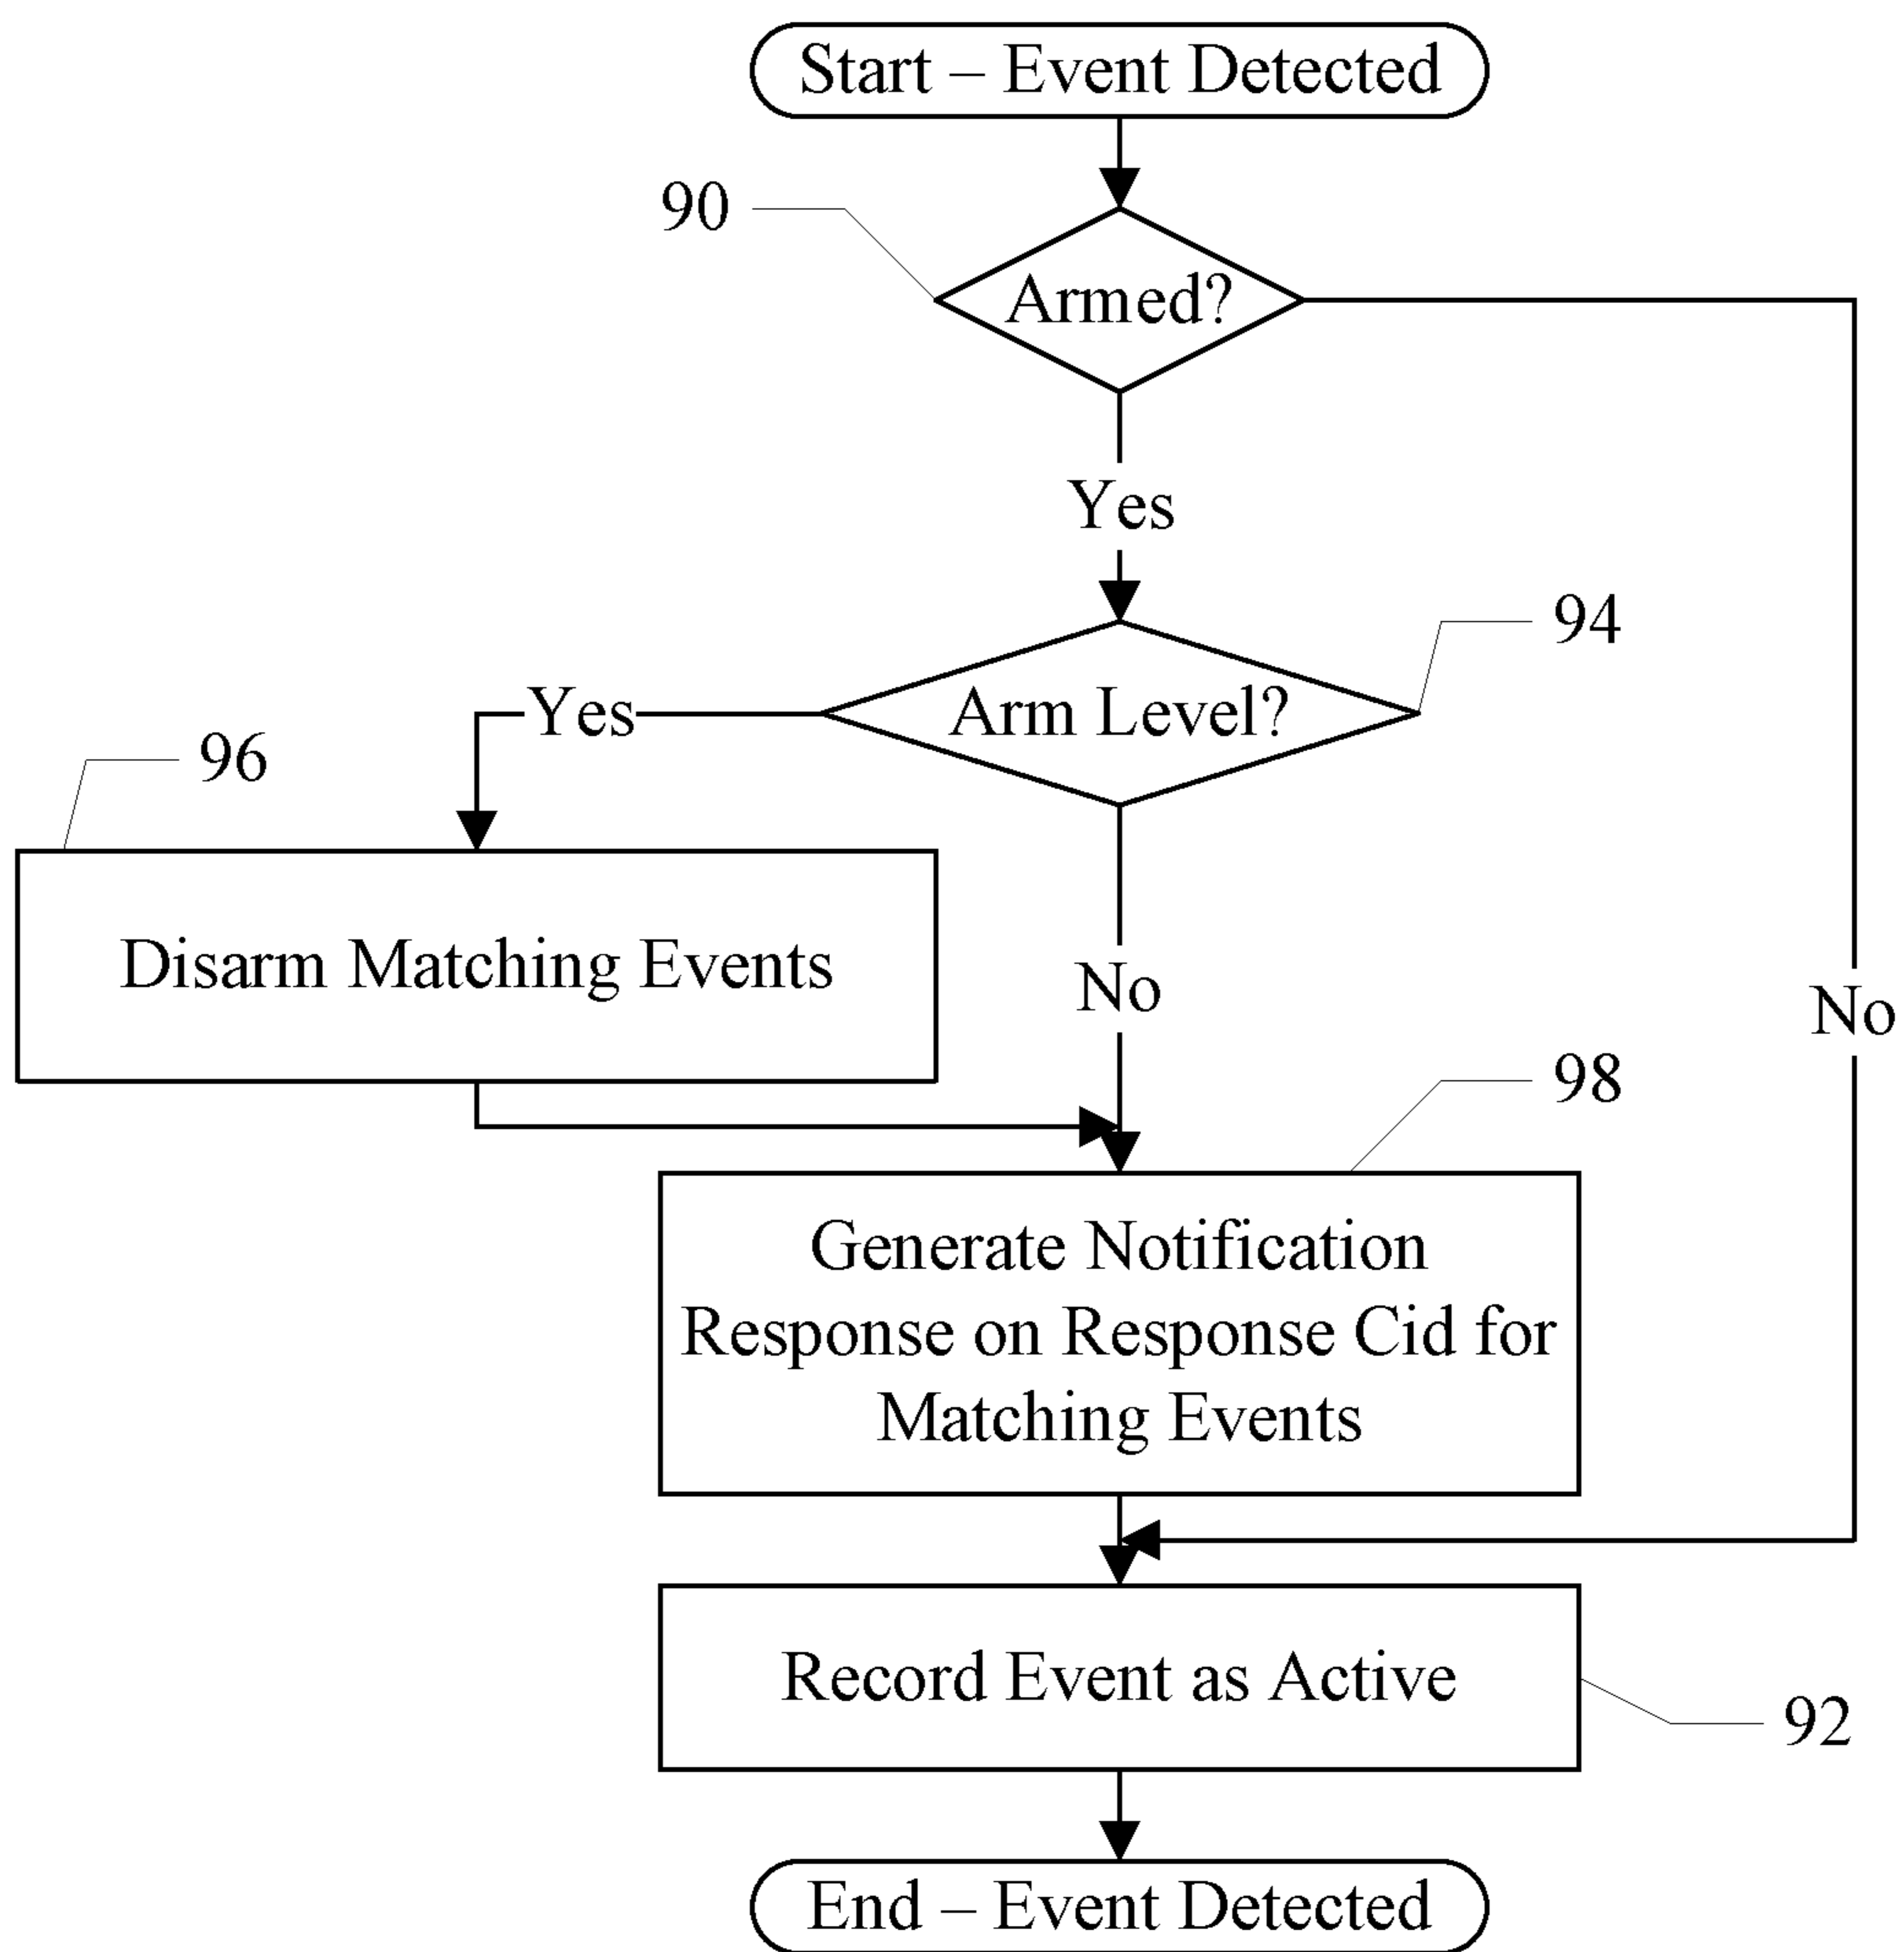 Start – Event Detected
90
Armed?
Yes
94
Arm Level?
Yes
96
Disarm Matching Events
No
No
98
Generate Notification
Response on Response Cid for
Matching Events
Record Event as Active
92
End – Event Detected